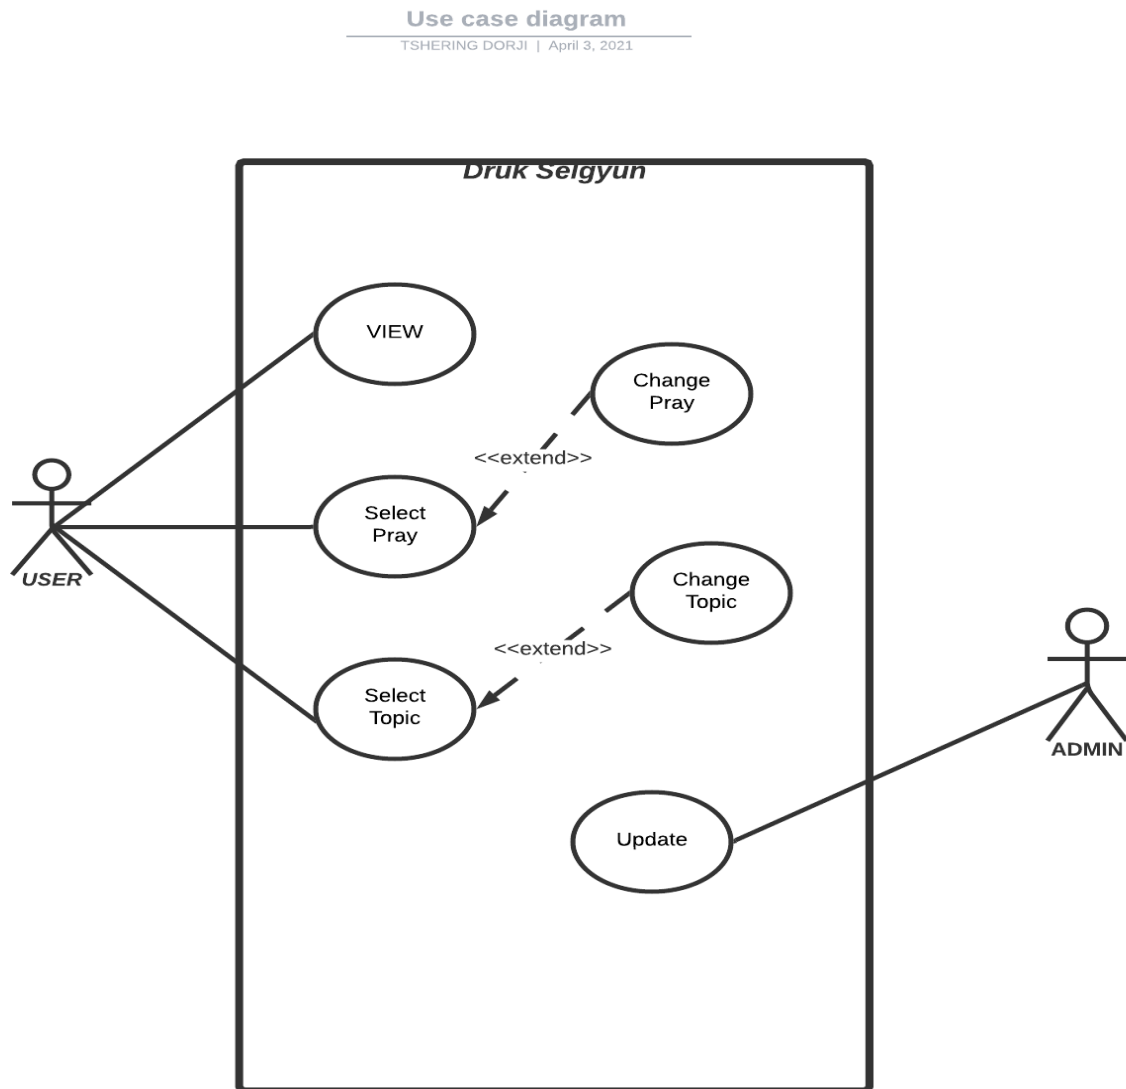 Use case diagram
TSHERING DORJI | April 3, 2021
Druk Selgyun
VIEW
Change
Pray
<<extend>>
Select
Pray
USER
Change
Topic
<<extend>>
Select
Topic
ADMIN
Update